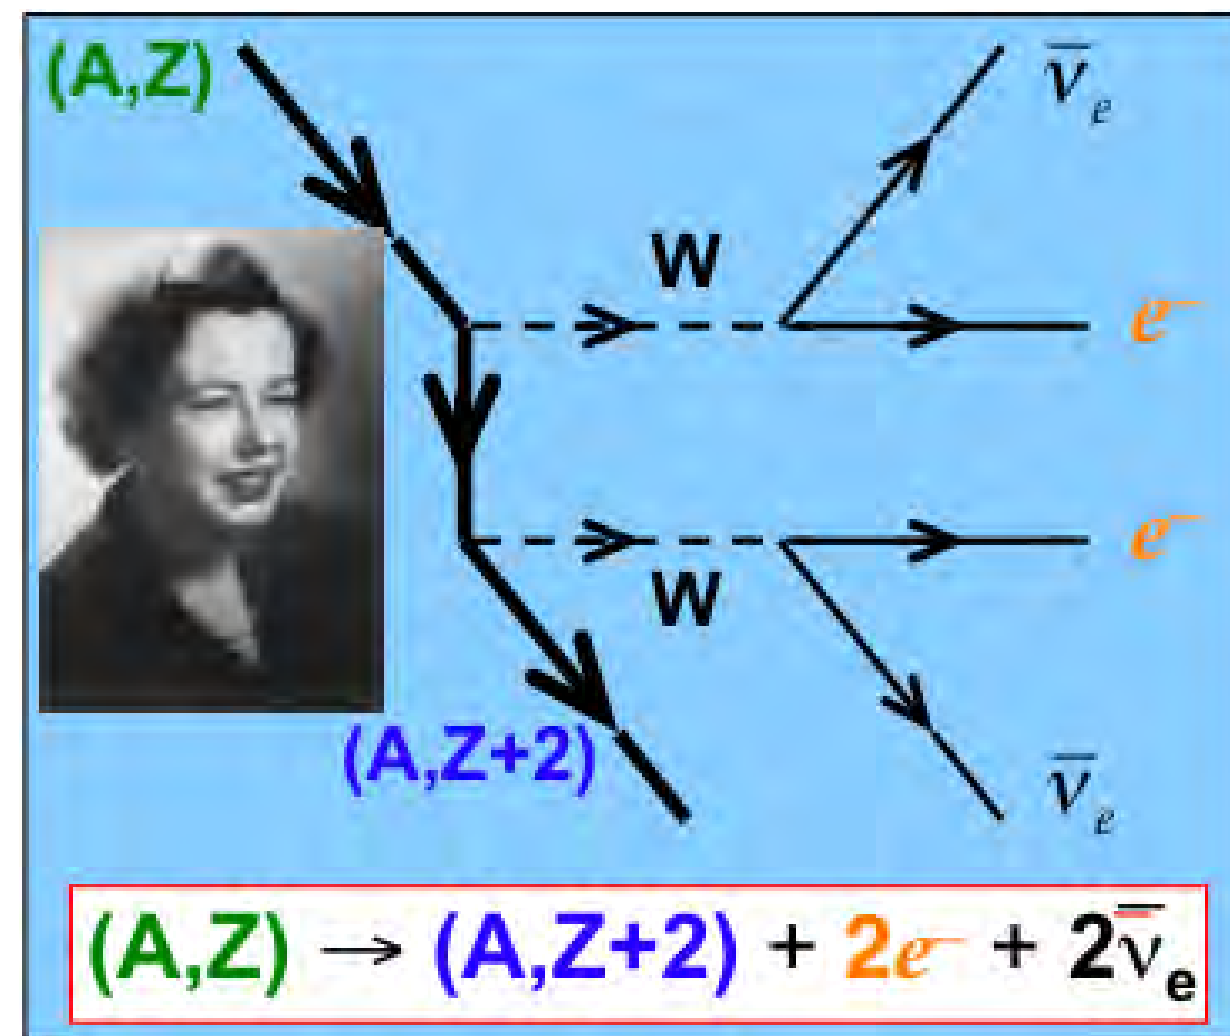 (A,Z)
ν̅e
W
e⁻
e⁻
W
(A,Z+2)
ν̅e
(A,Z) → (A,Z+2) + 2e⁻ + 2ν̅e